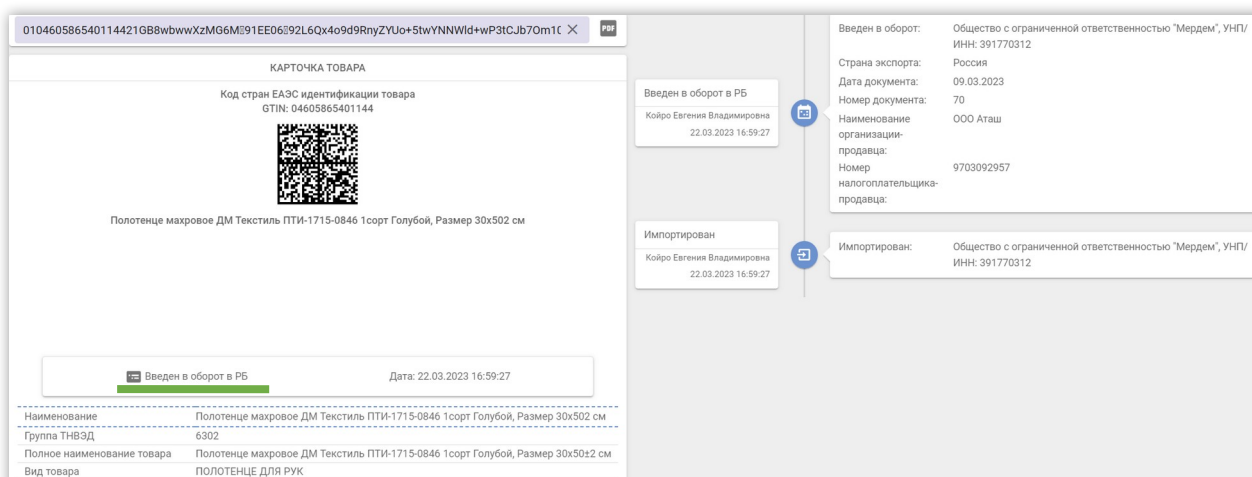 010460586540114421GB8wbwwXzMG6M▯91EE06▯92L6Qx4o9d9RnyZYUo+5twYNNWld+wP3tCJb7Om1(
PDF
КАРТОЧКА ТОВАРА
Код стран ЕАЭС идентификации товара
GTIN: 04605865401144
Полотенце махровое ДМ Текстиль ПТИ-1715-0846 1сорт Голубой, Размер 30х502 см
Введен в оборот в РБ
Дата: 22.03.2023 16:59:27
Наименование Полотенце махровое ДМ Текстиль ПТИ-1715-0846 1сорт Голубой, Размер 30х502 см
Группа ТНВЭД 6302
Полное наименование товара Полотенце махровое ДМ Текстиль ПТИ-1715-0846 1сорт Голубой, Размер 30х50±2 см
Вид товара ПОЛОТЕНЦЕ ДЛЯ РУК
Введен в оборот в РБ
Койро Евгения Владимировна
22.03.2023 16:59:27
Введен в оборот: Общество с ограниченной ответственностью "Мердем", УНП/
ИНН: 391770312
Страна экспорта: Россия
Дата документа: 09.03.2023
Номер документа: 70
Наименование ООО Аташ
организации-
продавца:
Номер 9703092957
налогоплательщика-
продавца:
Импортирован
Койро Евгения Владимировна
22.03.2023 16:59:27
Импортирован: Общество с ограниченной ответственностью "Мердем", УНП/
ИНН: 391770312